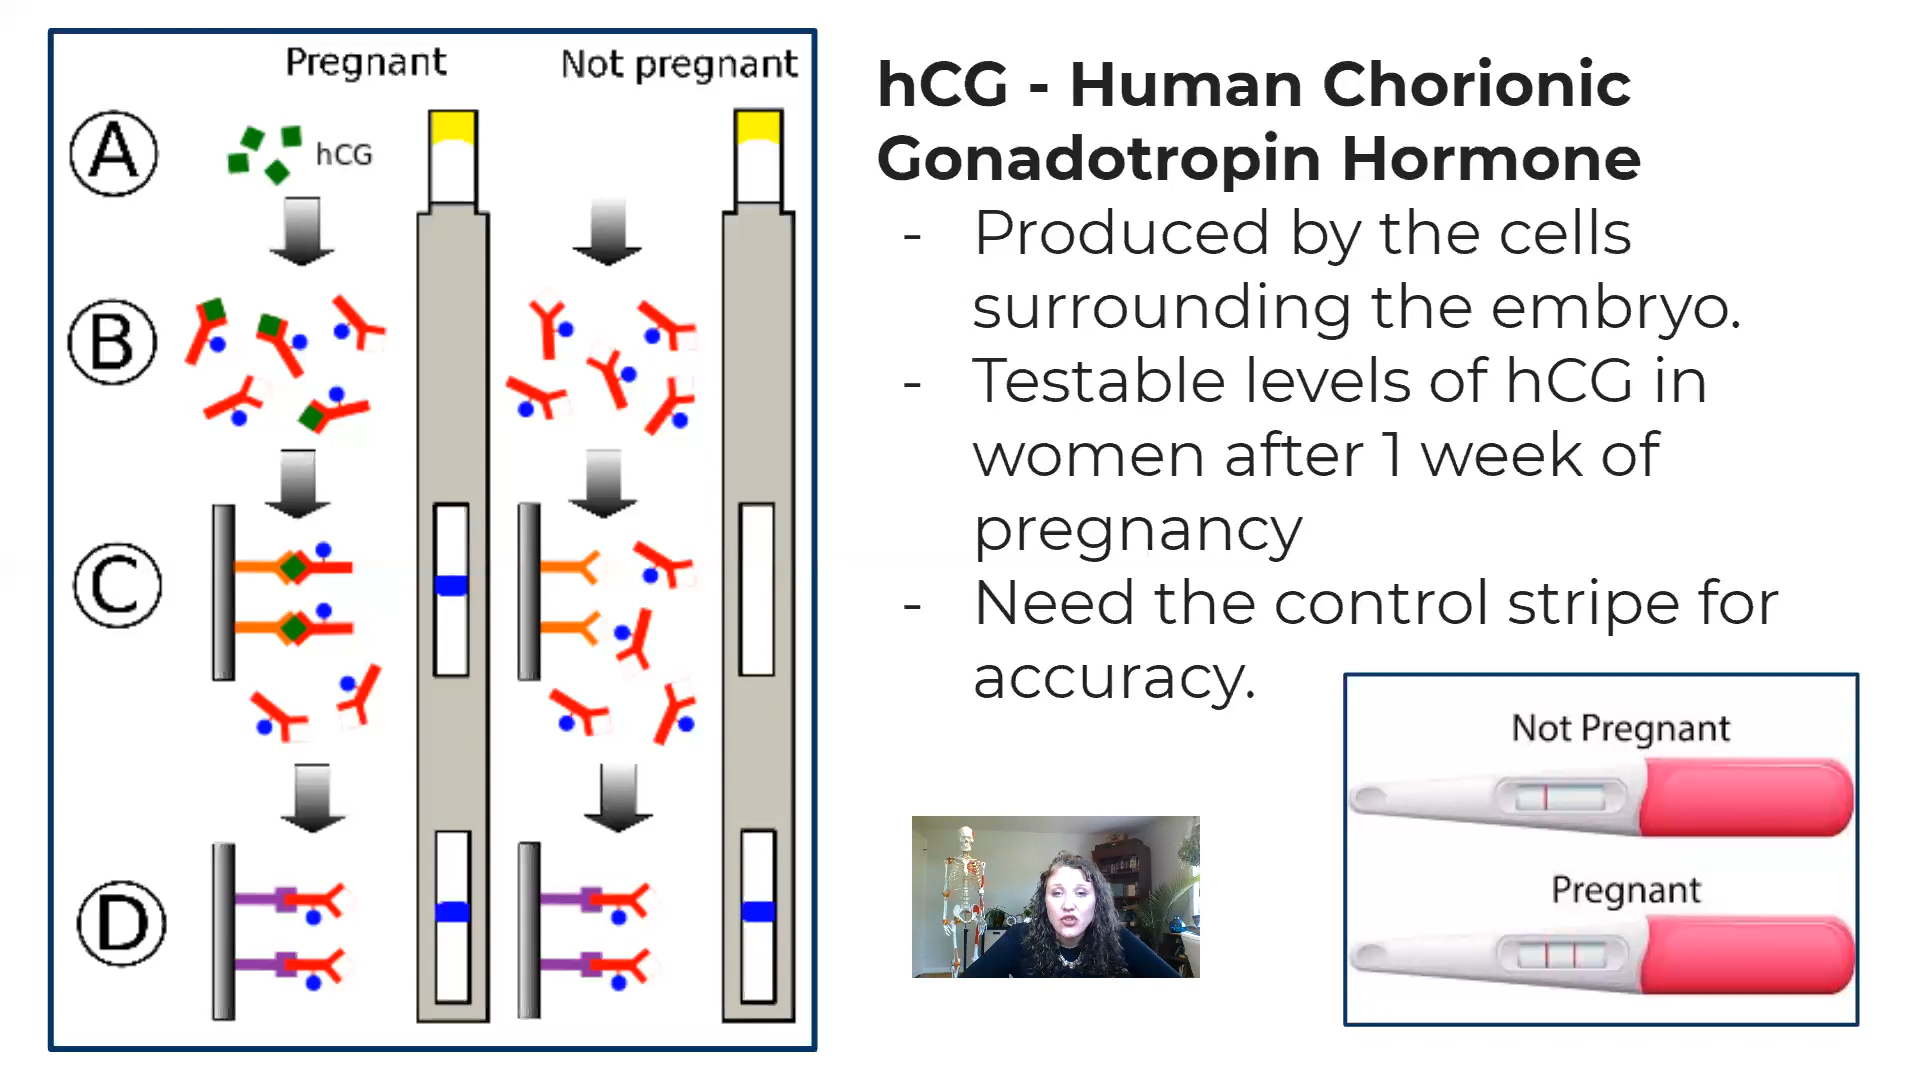 Pregnant
Not pregnant
A
hCG
B
C
D
hCG - Human Chorionic
Gonadotropin Hormone
- Produced by the cells
surrounding the embryo.
- Testable levels of hCG in
women after 1 week of
pregnancy
- Need the control stripe for
accuracy.
Not Pregnant
Pregnant